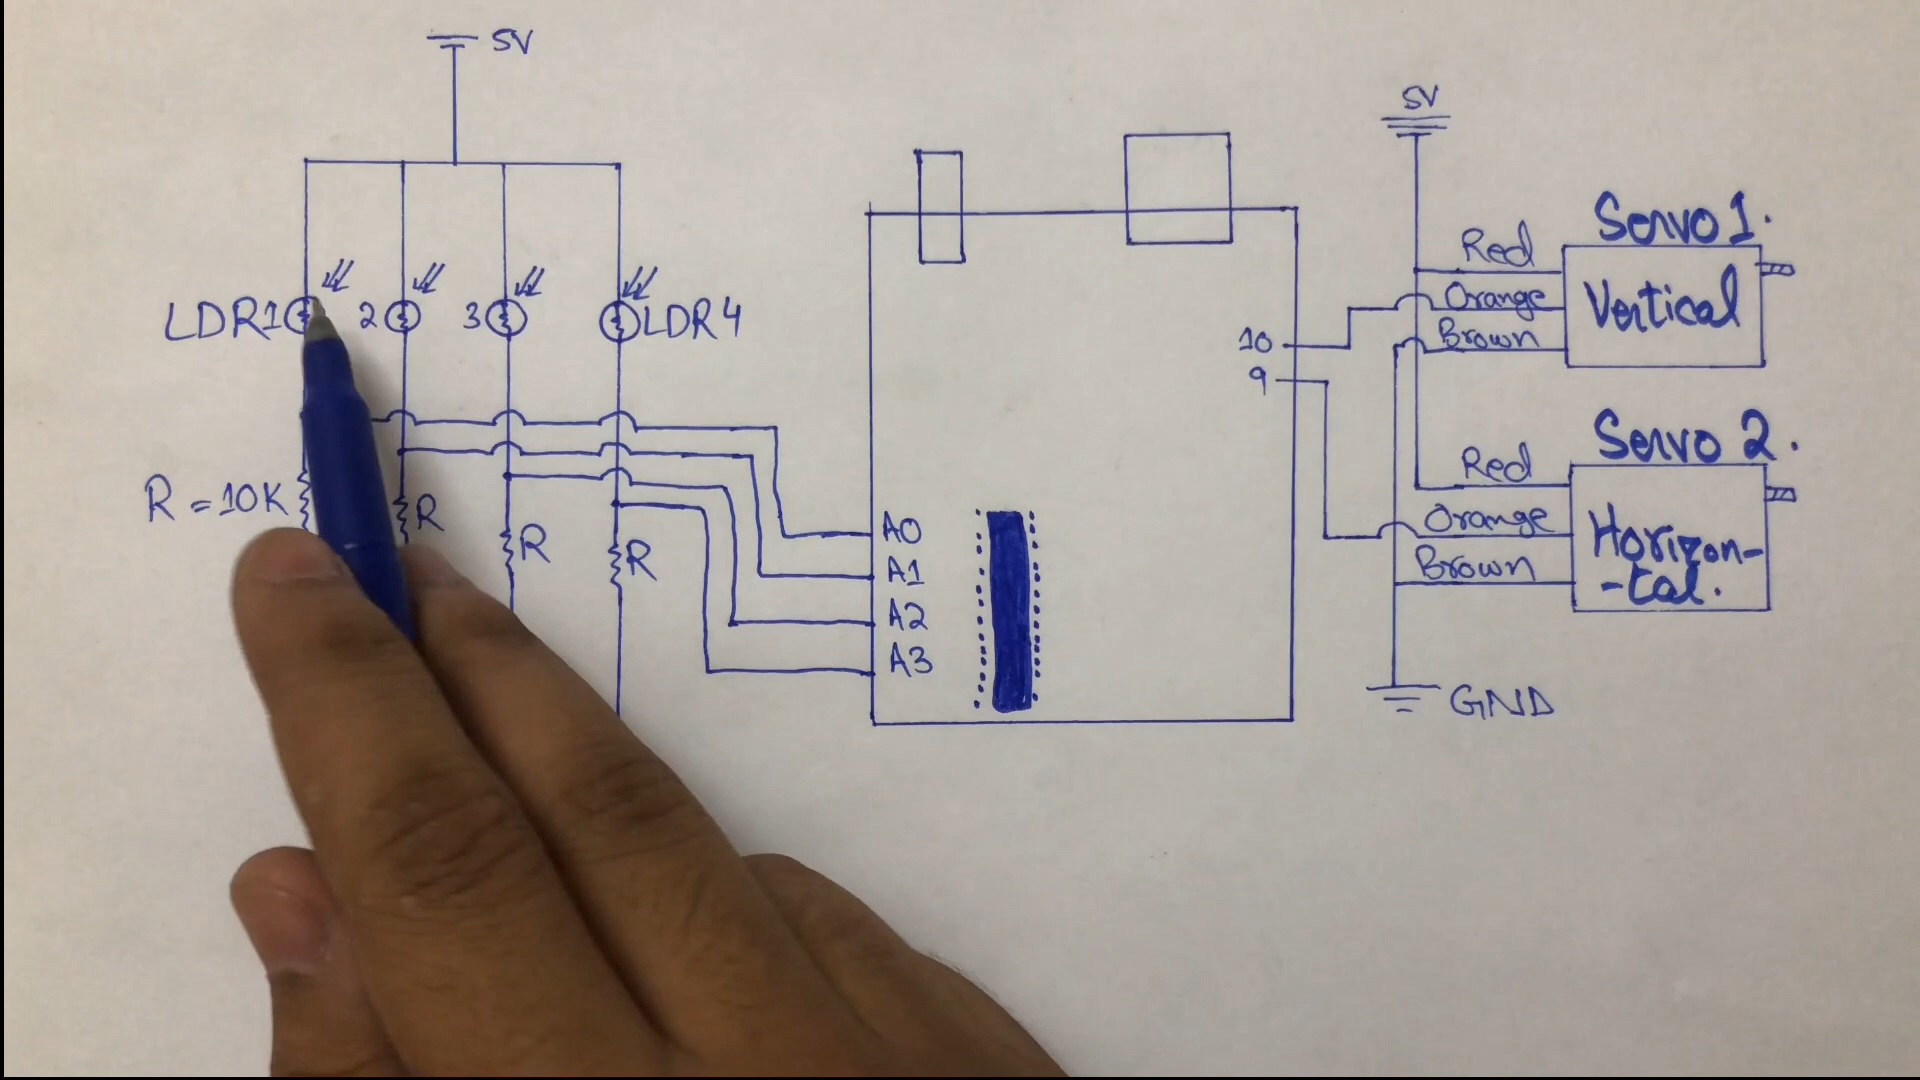 5V
LDR1
2
3
LDR4
R = 10K
R
R
R
A0
A1
A2
A3
10
9
5V
Red
Orange
Brown
Servo 1.
Vertical
Red
Orange
Brown
Servo 2.
Horizon-
-tal.
GND